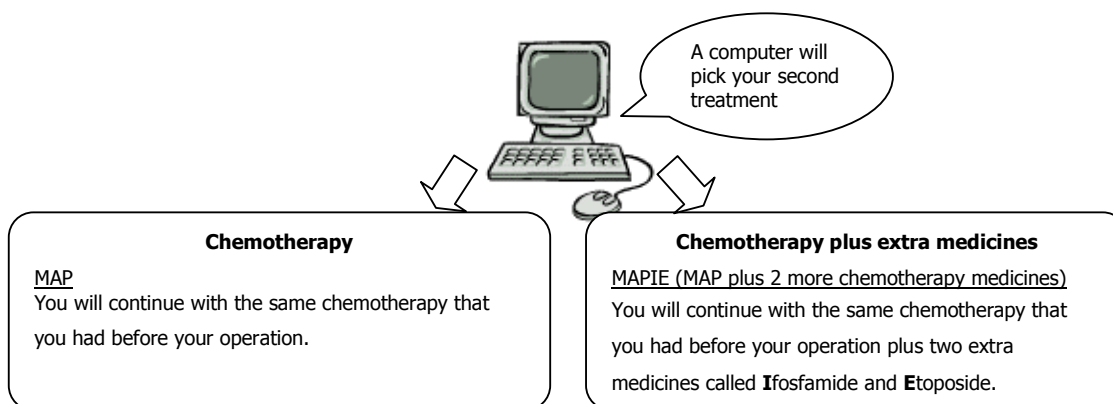 A computer will
pick your second
treatment
Chemotherapy
MAP
You will continue with the same chemotherapy that
you had before your operation.
Chemotherapy plus extra medicines
MAPIE (MAP plus 2 more chemotherapy medicines)
You will continue with the same chemotherapy that
you had before your operation plus two extra
medicines called Ifosfamide and Etoposide.